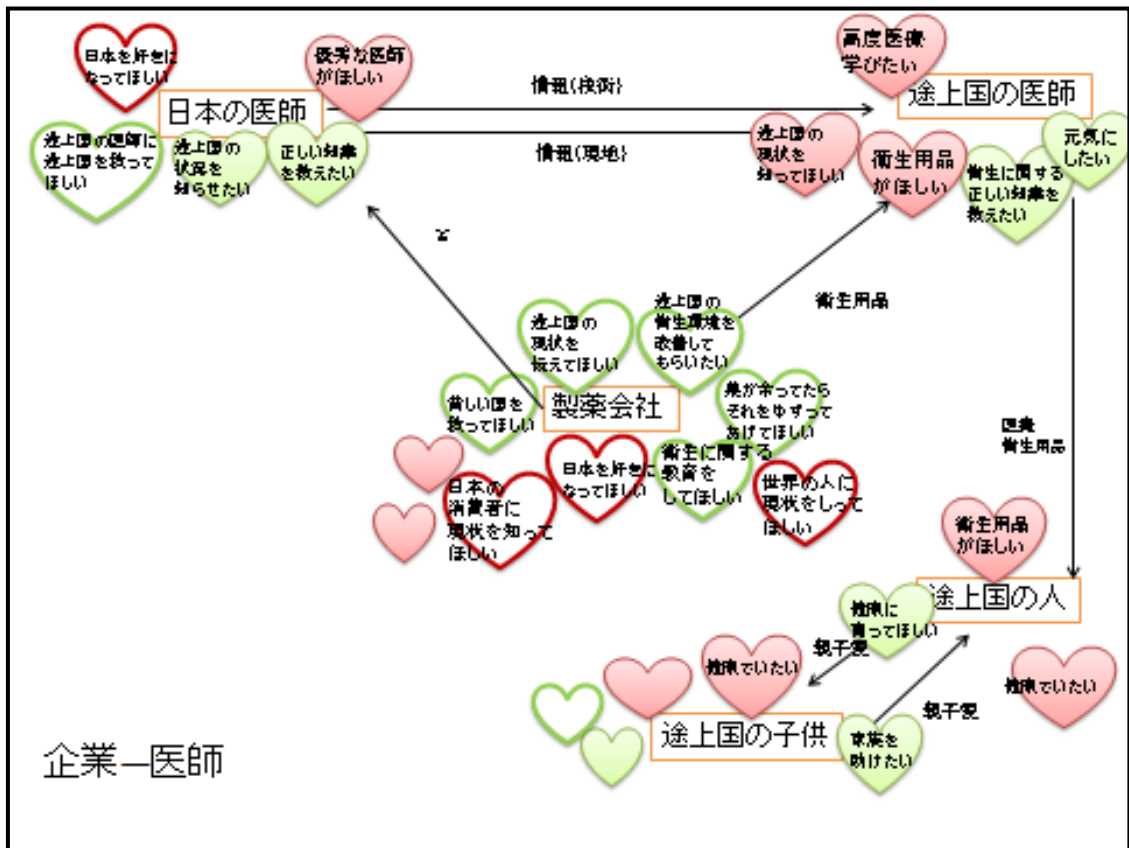 日本を好きに
なってほしい
優秀な医師
がほしい
日本の医師
途上国の医師に
途上国を救って
ほしい
途上国の
状況を
知らせたい
正しい知識
を教えたい
情報(技術)
情報(現地)
高度医療
学びたい
途上国の医師
途上国の
現状を
知ってほしい
衛生用品
がほしい
衛生に関する
正しい知識を
教えたい
元気に
したい
衛生用品
途上国の
現状を
伝えてほしい
途上国の
衛生環境を
改善して
もらいたい
製薬会社
貧しい国を
救ってほしい
薬が余ってたら
それをゆずって
あげてほしい
日本の
消費者に
現状を知って
ほしい
日本を好きに
なってほしい
衛生に関する
教育を
してほしい
世界の人に
現状をしって
ほしい
医療
衛生用品
衛生用品
がほしい
途上国の人
健康に
育ってほしい
親子愛
健康でいたい
親子愛
健康でいたい
途上国の子供
家族を
助けたい
企業―医師